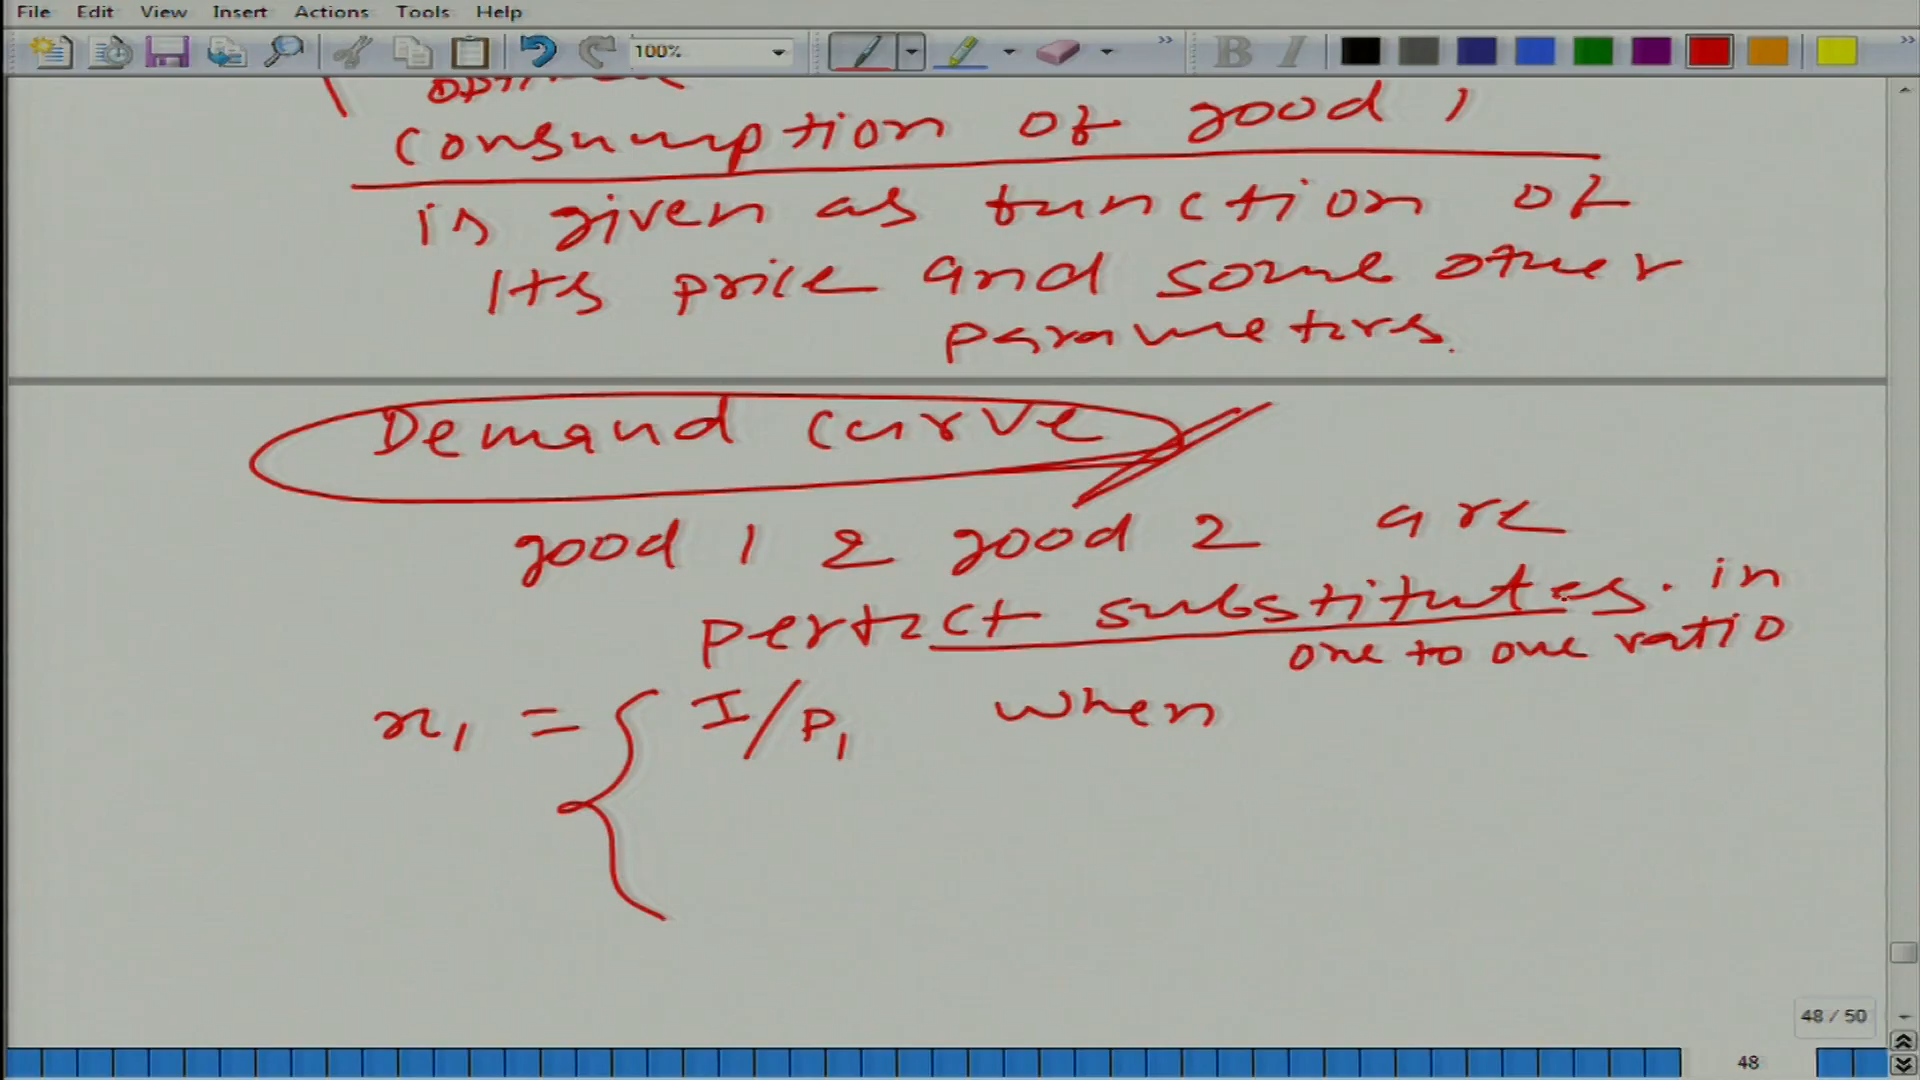 File Edit View Insert Actions Tools Help
100%
B I
optimal
consumption of good 1
is given as function of
its price and some other
parameters.
Demand curve
good 1 & good 2 are
perfect substitutes. in
one to one ratio
x1 = { I/P1 when
48 / 50
48